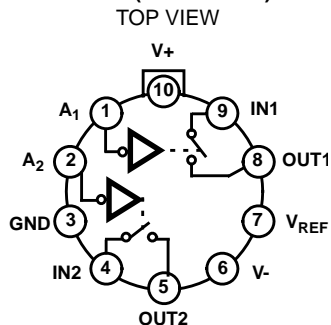 TOP VIEW
V+
10
A1
1
9
IN1
A2
2
8
OUT1
GND
3
7
VREF
IN2
4
6
V-
5
OUT2